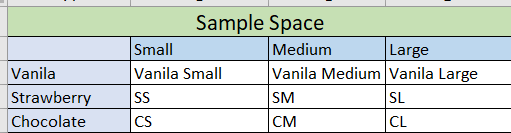 Sample Space
Small Medium Large
Vanila Vanila Small Vanila Medium Vanila Large
Strawberry SS SM SL
Chocolate CS CM CL